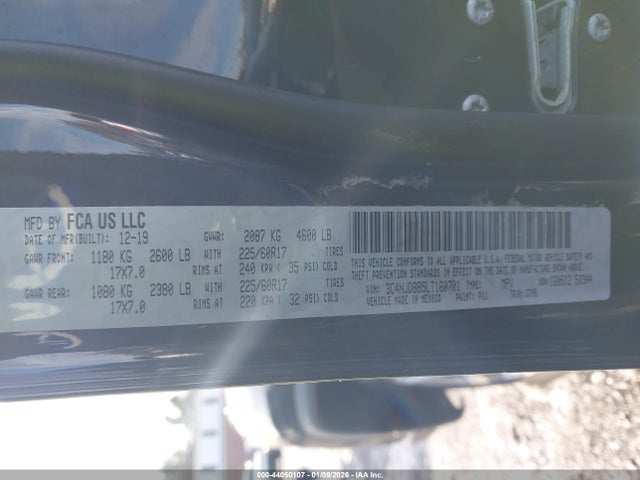 MFD BY FCA US LLC
DATE OF MFR(BUILT): 12-19 GVWR: 2087 KG 4600 LB
GAWR FRONT: 1180 KG 2600 LB WITH 225/60R17 TIRES
17X7.0 RIMS AT 240 KPA ( 35 PSI) COLD
GAWR REAR: 1080 KG 2380 LB WITH 225/60R17 TIRES
17X7.0 RIMS AT 220 KPA ( 32 PSI) COLD
THIS VEHICLE CONFORMS TO ALL APPLICABLE U.S.A. FEDERAL MOTOR VEHICLE SAFETY, BUMPER AND
THEFT PREVENTION STANDARDS IN EFFECT ON THE DATE OF MANUFACTURE SHOWN ABOVE.
VIN: TYPE: MPV
VEHICLE MADE IN MEXICO PAINT: PXJ
000-44050107 - 01/09/2026 - IAA Inc.